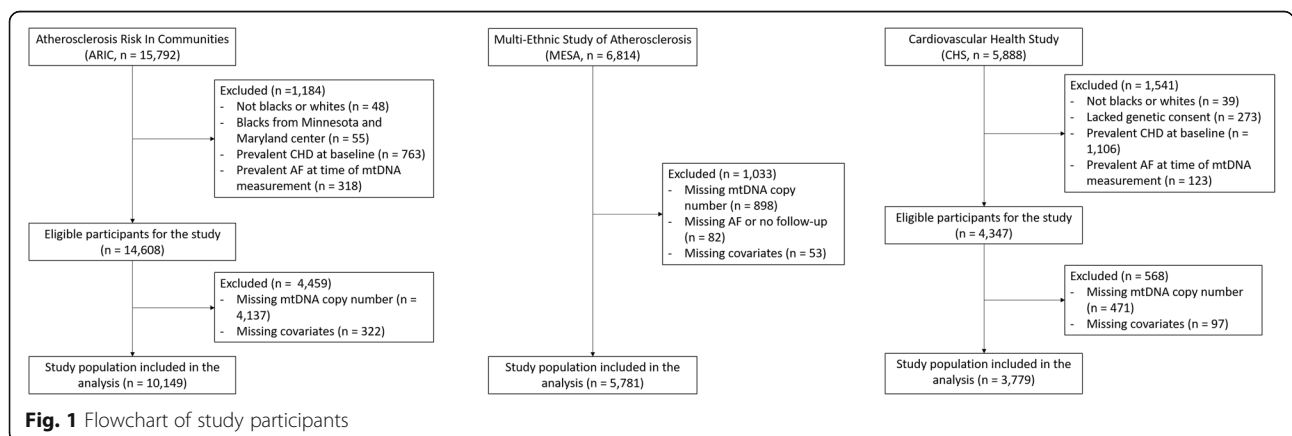 Atherosclerosis Risk In Communities
(ARIC, n = 15,792)
Excluded (n =1,184)
- Not blacks or whites (n = 48)
- Blacks from Minnesota and
Maryland center (n = 55)
- Prevalent CHD at baseline (n = 763)
- Prevalent AF at time of mtDNA
measurement (n = 318)
Eligible participants for the study
(n = 14,608)
Excluded (n = 4,459)
- Missing mtDNA copy number (n =
4,137)
- Missing covariates (n = 322)
Study population included in the
analysis (n = 10,149)
Multi-Ethnic Study of Atherosclerosis
(MESA, n = 6,814)
Excluded (n = 1,033)
- Missing mtDNA copy
number (n = 898)
- Missing AF or no follow-up
(n = 82)
- Missing covariates (n = 53)
Study population included in the
analysis (n = 5,781)
Cardiovascular Health Study
(CHS, n = 5,888)
Excluded (n = 1,541)
- Not blacks or whites (n = 39)
- Lacked genetic consent (n = 273)
- Prevalent CHD at baseline (n =
1,106)
- Prevalent AF at time of mtDNA
measurement (n = 123)
Eligible participants for the study
(n = 4,347)
Excluded (n = 568)
- Missing mtDNA copy number
(n = 471)
- Missing covariates (n = 97)
Study population included in the
analysis (n = 3,779)
Fig. 1 Flowchart of study participants